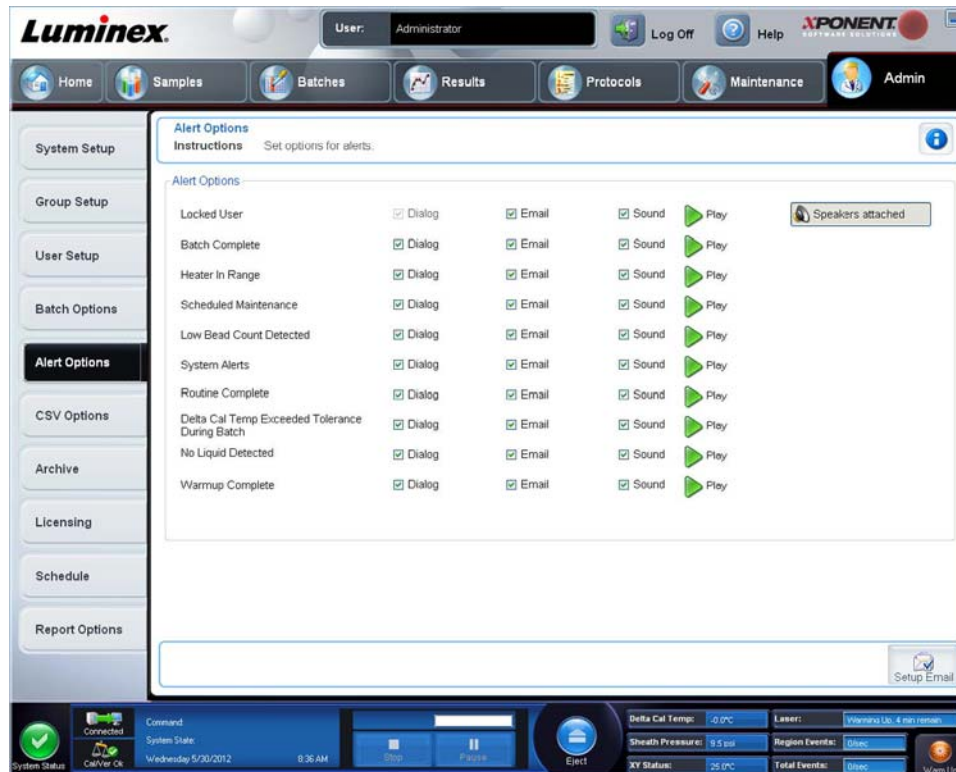 Luminex.
User: Administrator
Log Off
Help
XPONENT.
SOFTWARE SOLUTIONS
Home
Samples
Batches
Results
Protocols
Maintenance
Admin
System Setup
Group Setup
User Setup
Batch Options
Alert Options
CSV Options
Archive
Licensing
Schedule
Report Options
Alert Options
Instructions Set options for alerts.
Alert Options
Locked User Dialog Email Sound Play Speakers attached
Batch Complete Dialog Email Sound Play
Heater In Range Dialog Email Sound Play
Scheduled Maintenance Dialog Email Sound Play
Low Bead Count Detected Dialog Email Sound Play
System Alerts Dialog Email Sound Play
Routine Complete Dialog Email Sound Play
Delta Cal Temp Exceeded Tolerance
During Batch Dialog Email Sound Play
No Liquid Detected Dialog Email Sound Play
Warmup Complete Dialog Email Sound Play
Setup Email
System Status
Connected
Cal/Ver Ok
Command:
System State:
Wednesday 5/30/2012 8:36 AM
Stop
Pause
Eject
Delta Cal Temp: -0.0°C
Sheath Pressure: 9.5 psi
XY Status: 25.0°C
Laser: Warming Up, 4 min remain
Region Events: 0/sec
Total Events: 0/sec